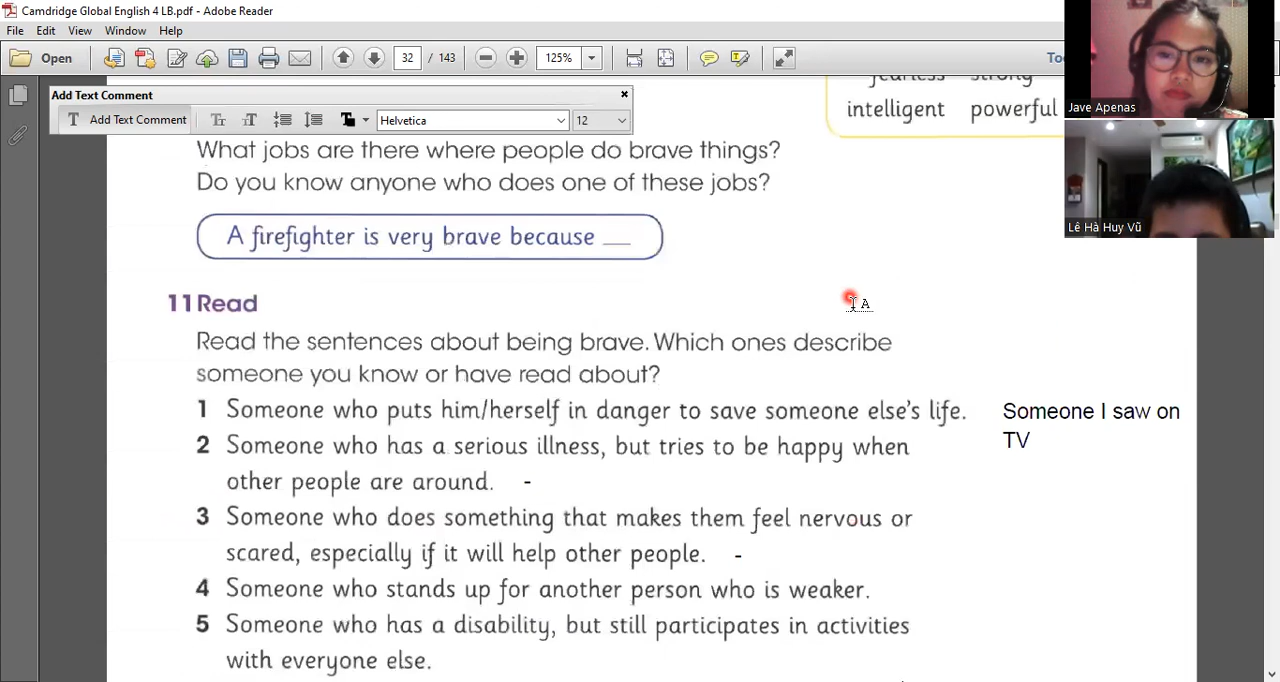 Camdridge Global English 4 LB.pdf - Adobe Reader
File Edit View Window Help
Open 32 / 143 125%
Add Text Comment
Add Text Comment Helvetica 12
fearless strong
intelligent powerful
Jave Apenas
What jobs are there where people do brave things?
Do you know anyone who does one of these jobs?
Lê Hà Huy Vũ
A firefighter is very brave because __
11 Read
Read the sentences about being brave. Which ones describe
someone you know or have read about?
1 Someone who puts him/herself in danger to save someone else's life.
Someone I saw on
TV
2 Someone who has a serious illness, but tries to be happy when
other people are around. -
3 Someone who does something that makes them feel nervous or
scared, especially if it will help other people. -
4 Someone who stands up for another person who is weaker.
5 Someone who has a disability, but still participates in activities
with everyone else.